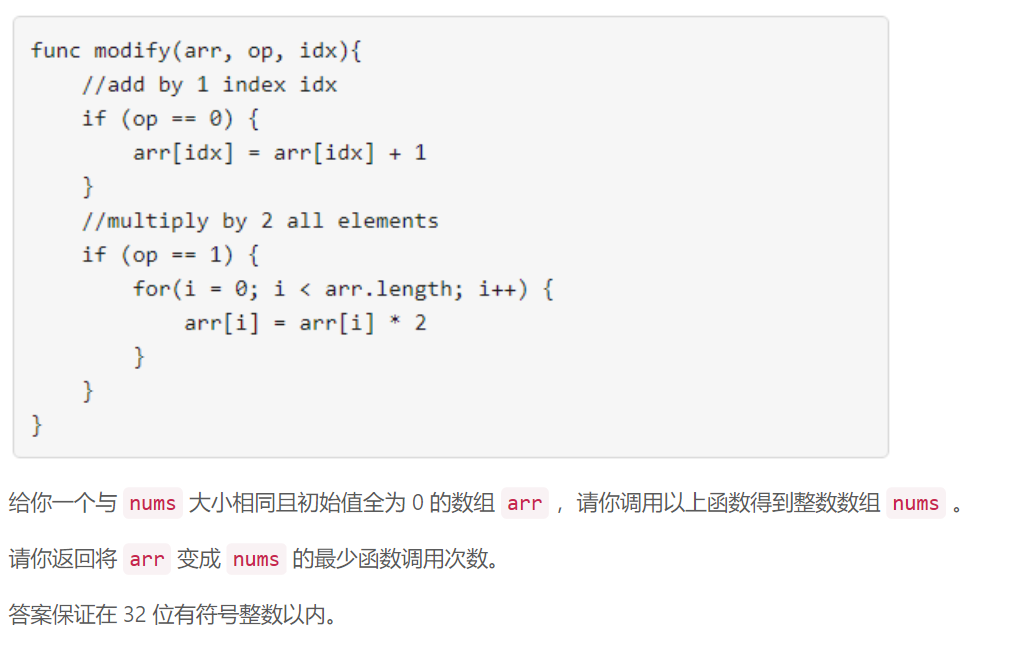 func modify(arr, op, idx){
    //add by 1 index idx
    if (op == 0) {
        arr[idx] = arr[idx] + 1
    }
    //multiply by 2 all elements
    if (op == 1) {
        for(i = 0; i < arr.length; i++) {
            arr[i] = arr[i] * 2
        }
    }
}
给你一个与 nums 大小相同且初始值全为 0 的数组 arr ，请你调用以上函数得到整数数组 nums 。
请你返回将 arr 变成 nums 的最少函数调用次数。
答案保证在 32 位有符号整数以内。